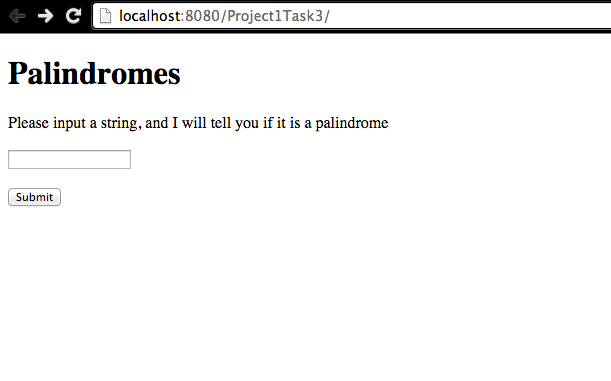 localhost:8080/Project1Task3/
Palindromes
Please input a string, and I will tell you if it is a palindrome
Submit